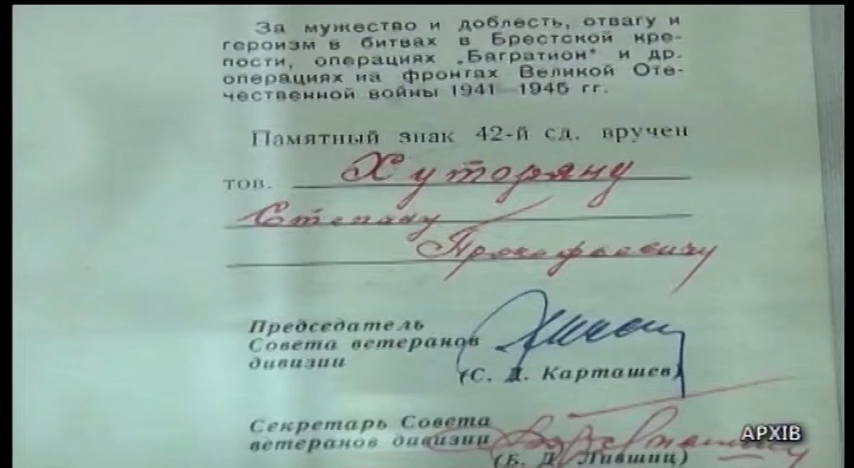 За мужество и доблесть, отвагу и
героизм в битвах в Брестской кре-
пости, операциях „Багратион" и др.
операциях на фронтах Великой Оте-
чественной войны 1941—1945 гг.
Памятный знак 42-й сд. вручен
тов. Хуторяну
Степану
Прокофьевичу
Председатель
Совета ветеранов
дивизии
(С. Д. Карташев)
Секретарь Совета
ветеранов дивизии
(Б. Д. Лившиц)
АРХІВ